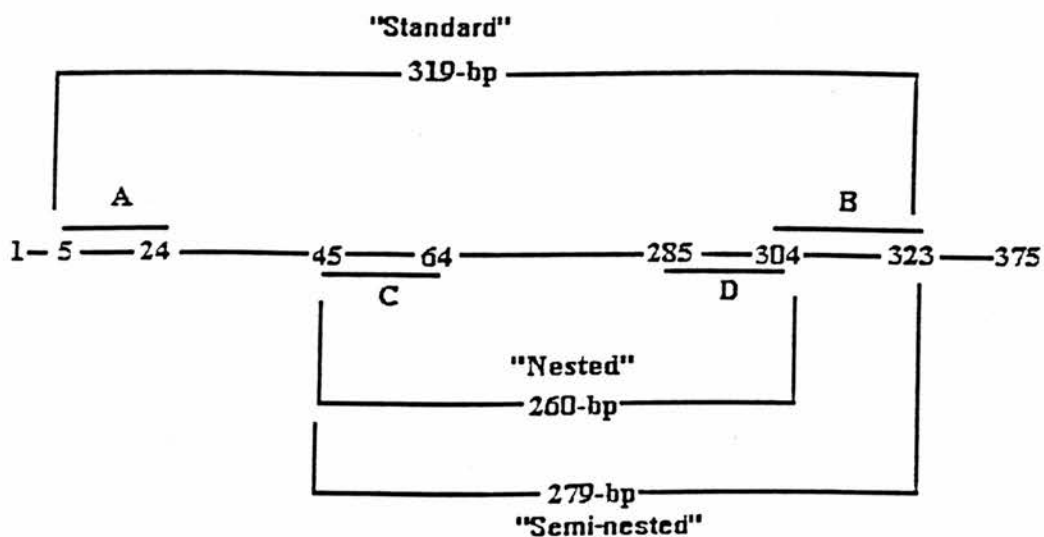 "Standard"
319-bp
A
B
1 5 24 45 64 285 304 323 375
C
D
"Nested"
260-bp
279-bp
"Semi-nested"